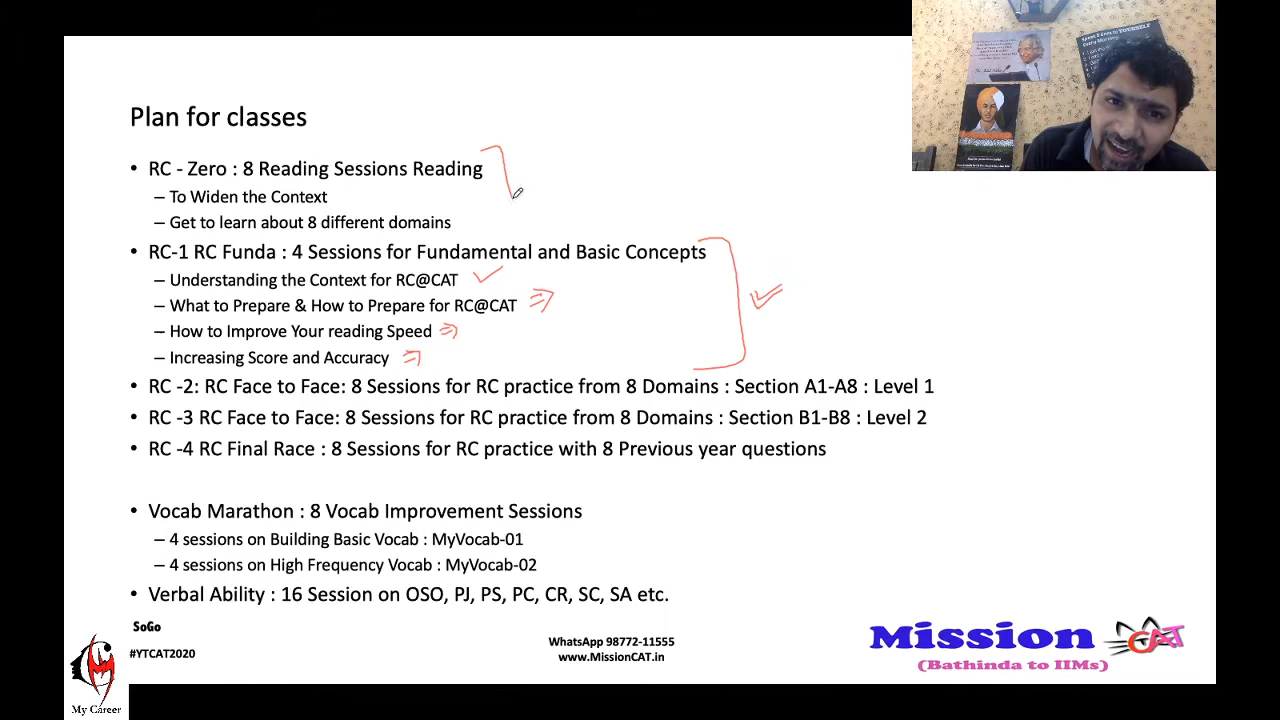 Plan for classes
• RC - Zero : 8 Reading Sessions Reading
– To Widen the Context
– Get to learn about 8 different domains
• RC-1 RC Funda : 4 Sessions for Fundamental and Basic Concepts
– Understanding the Context for RC@CAT
– What to Prepare & How to Prepare for RC@CAT
– How to Improve Your reading Speed
– Increasing Score and Accuracy
• RC -2: RC Face to Face: 8 Sessions for RC practice from 8 Domains : Section A1-A8 : Level 1
• RC -3 RC Face to Face: 8 Sessions for RC practice from 8 Domains : Section B1-B8 : Level 2
• RC -4 RC Final Race : 8 Sessions for RC practice with 8 Previous year questions
• Vocab Marathon : 8 Vocab Improvement Sessions
– 4 sessions on Building Basic Vocab : MyVocab-01
– 4 sessions on High Frequency Vocab : MyVocab-02
• Verbal Ability : 16 Session on OSO, PJ, PS, PC, CR, SC, SA etc.
SoGo
#YTCAT2020
WhatsApp 98772-11555
www.MissionCAT.in
Mission CAT
(Bathinda to IIMs)
My Career